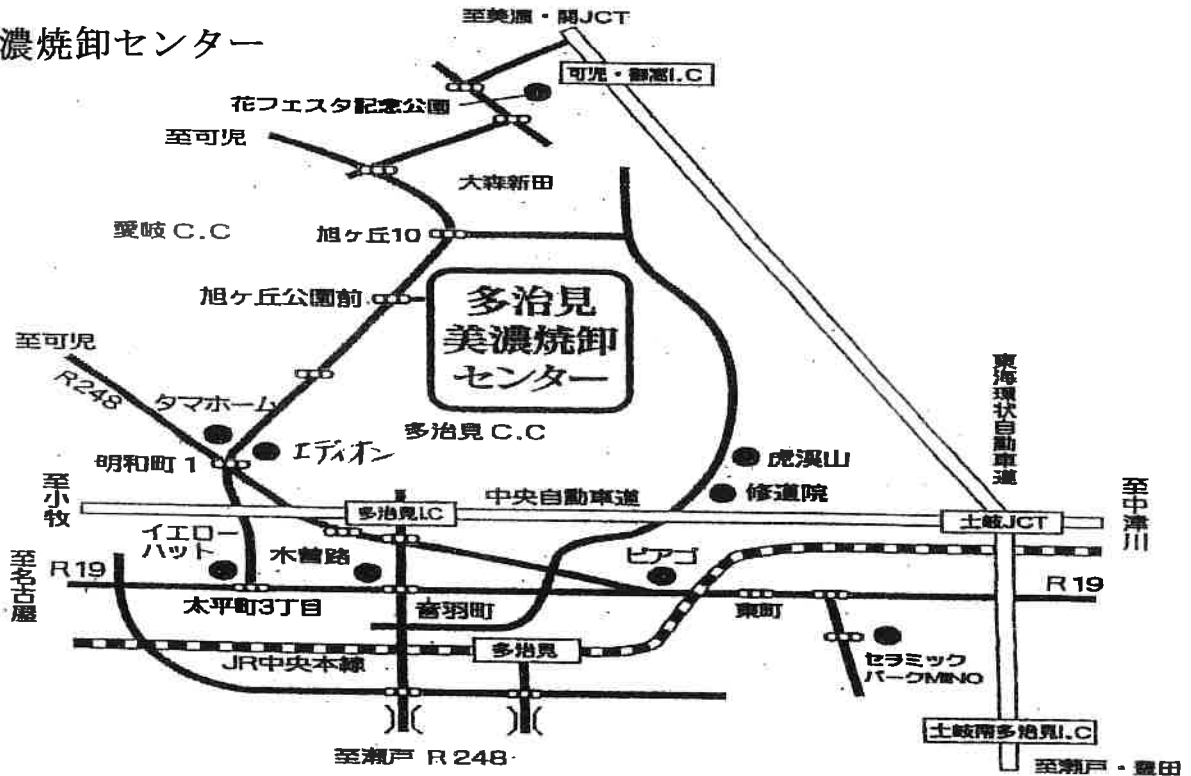 至美濃・関JCT
濃焼卸センター
可児・御嵩I.C
花フェスタ記念公園
至可児
大森新田
愛岐C.C
旭ヶ丘10
旭ヶ丘公園前
多治見
美濃焼卸
センター
至可児
R248
タマホーム
エディオン
多治見C.C
明和町1
東海環状自動車道
虎渓山
修道院
至小牧
中央自動車道
多治見I.C
土岐JCT
至中津川
イエロー
ハット
木曽路
ピアゴ
至名古屋
R19
R19
太平町3丁目
音羽町
東町
JR中央本線
多治見
セラミック
パークMINO
土岐南多治見I.C
至瀬戸 R248
至瀬戸・豊田